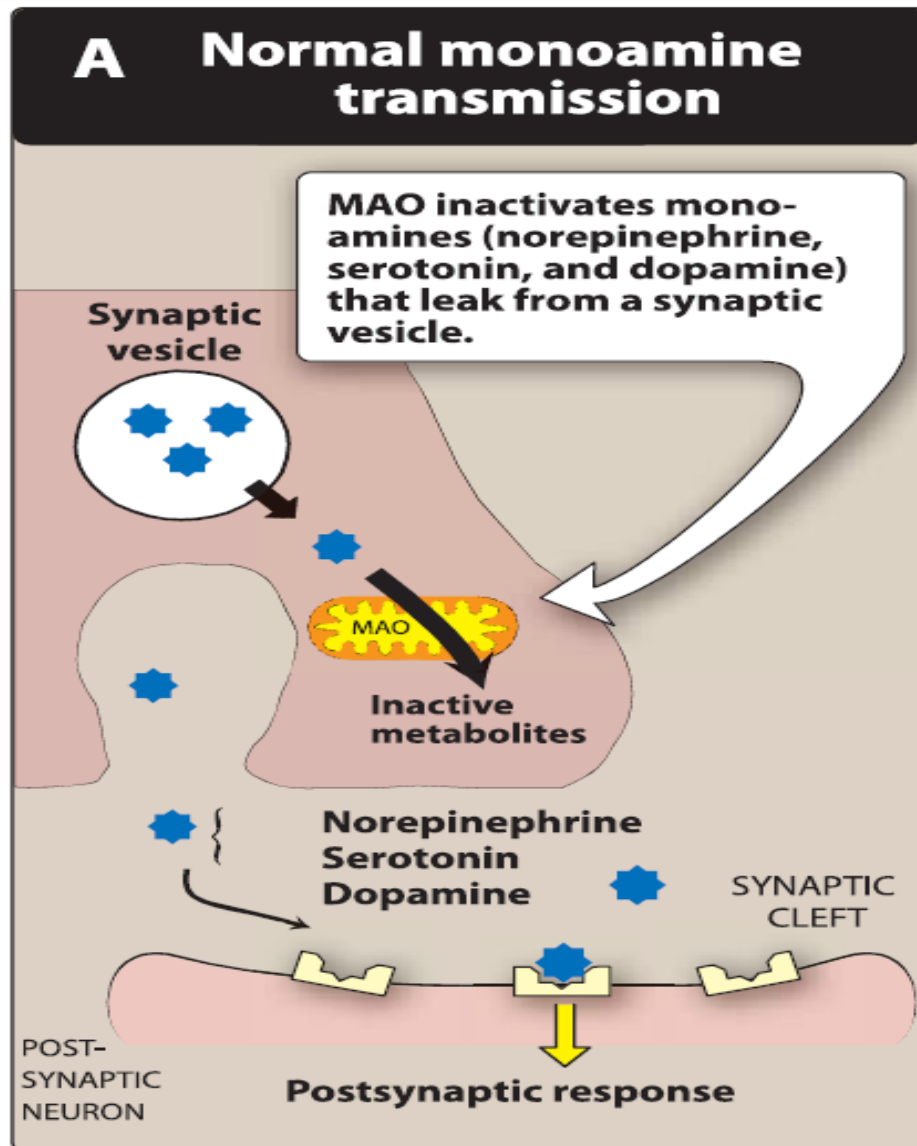 A Normal monoamine
transmission
MAO inactivates mono-
amines (norepinephrine,
serotonin, and dopamine)
that leak from a synaptic
vesicle.
Synaptic
vesicle
MAO
Inactive
metabolites
Norepinephrine
Serotonin
Dopamine
SYNAPTIC
CLEFT
POST-
SYNAPTIC
NEURON
Postsynaptic response